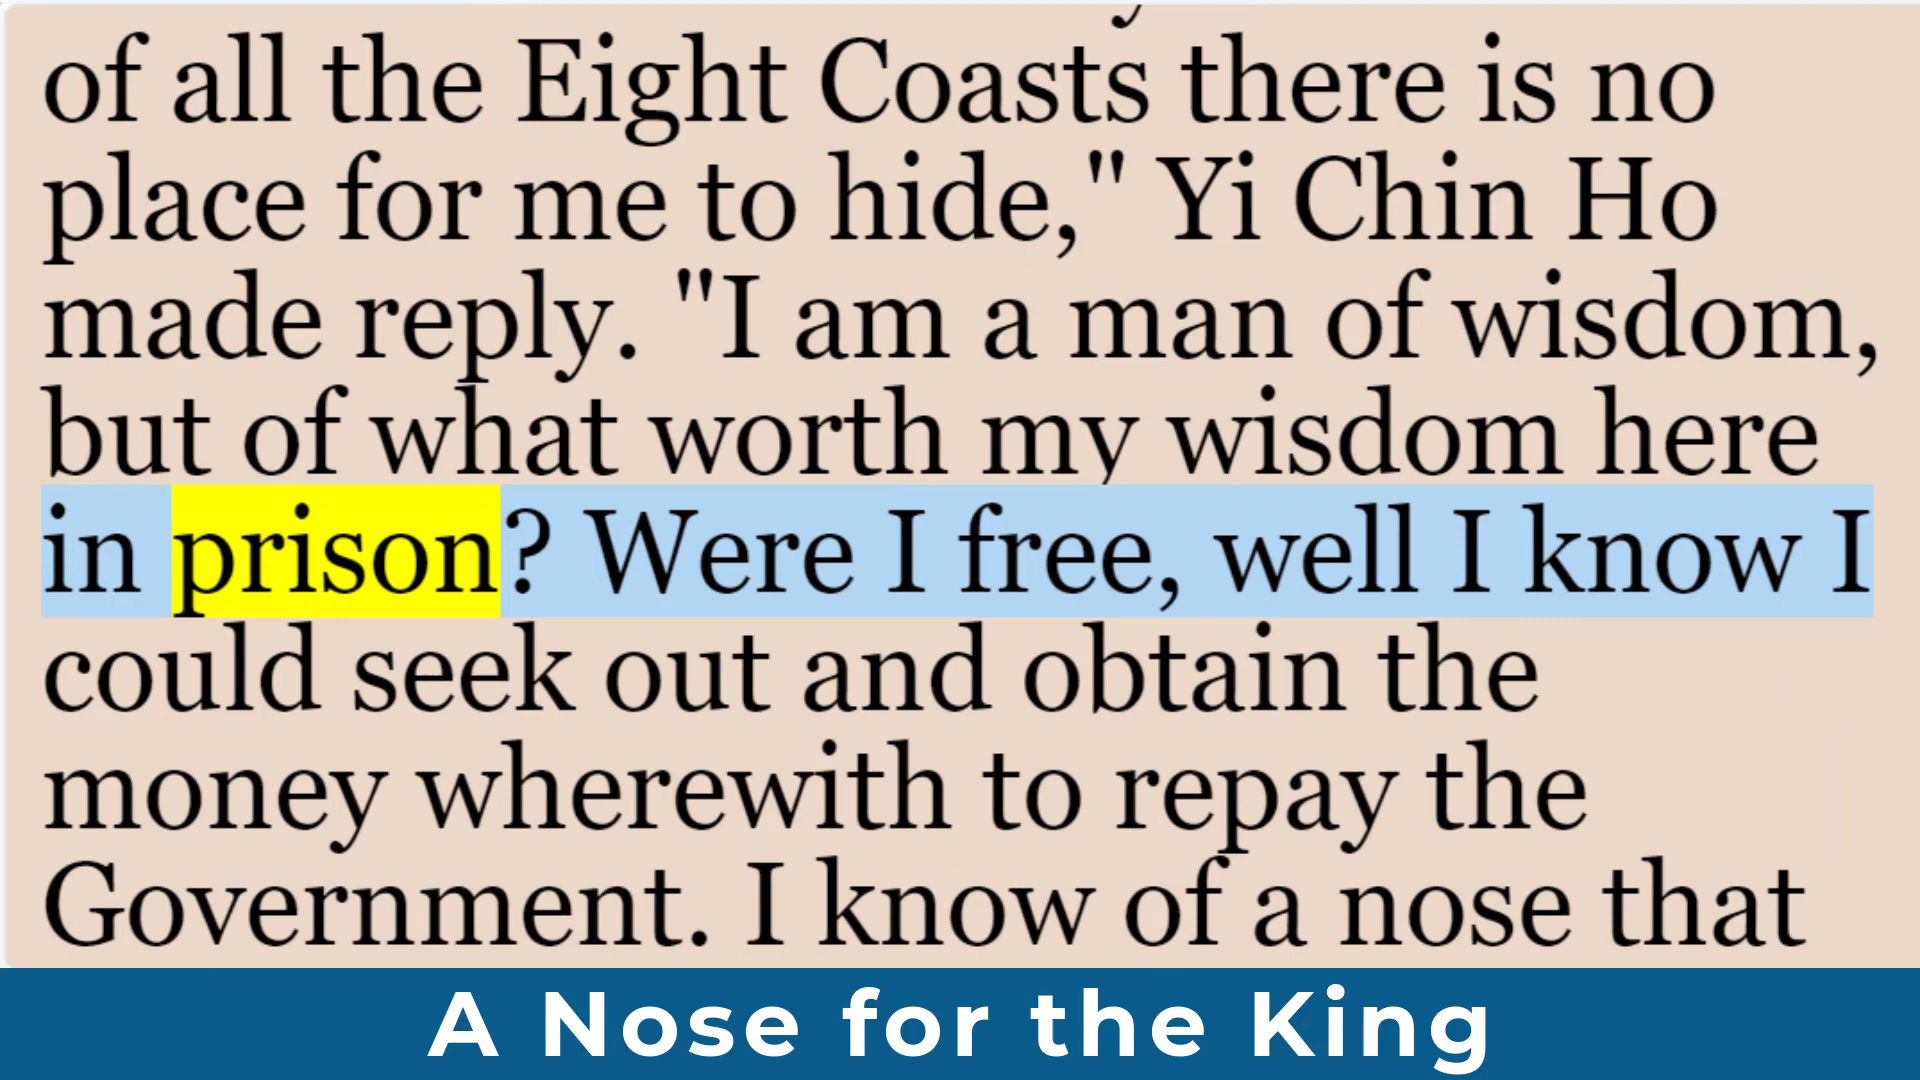 of all the Eight Coasts there is no
place for me to hide," Yi Chin Ho
made reply. "I am a man of wisdom,
but of what worth my wisdom here
in prison? Were I free, well I know I
could seek out and obtain the
money wherewith to repay the
Government. I know of a nose that
A Nose for the King